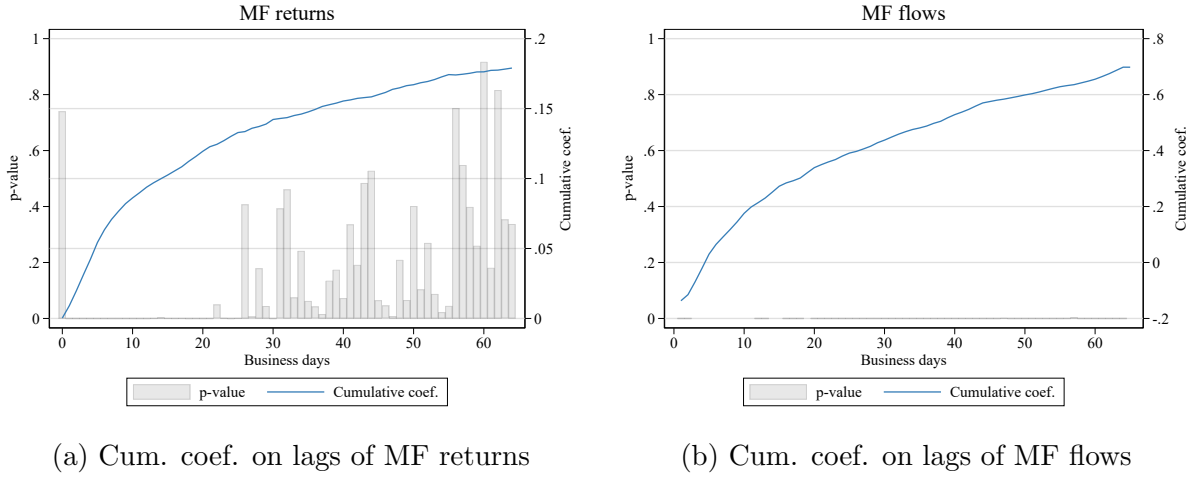 MF returns
1
.8
.6
.4
.2
0
p-value
.2
.15
.1
.05
0
Cumulative coef.
0
10
20
30
40
50
60
Business days
p-value
Cumulative coef.
(a) Cum. coef. on lags of MF returns
MF flows
1
.8
.6
.4
.2
0
p-value
.8
.6
.4
.2
0
-.2
Cumulative coef.
0
10
20
30
40
50
60
Business days
p-value
Cumulative coef.
(b) Cum. coef. on lags of MF flows